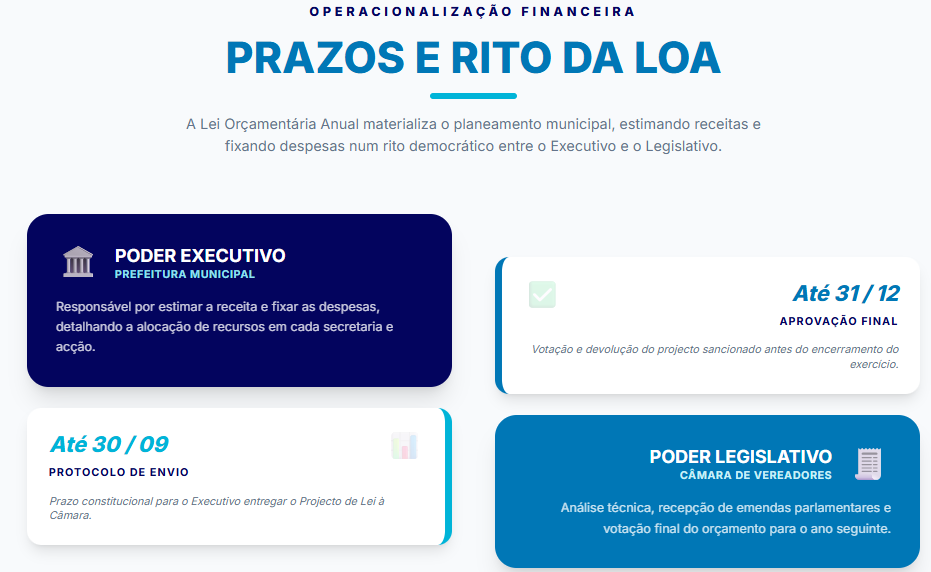 OPERACIONALIZAÇÃO FINANCEIRA
PRAZOS E RITO DA LOA
A Lei Orçamentária Anual materializa o planeamento municipal, estimando receitas e
fixando despesas num rito democrático entre o Executivo e o Legislativo.
PODER EXECUTIVO
PREFEITURA MUNICIPAL
Responsável por estimar a receita e fixar as despesas,
detalhando a alocação de recursos em cada secretaria e
acção.
Até 30 / 09
PROTOCOLO DE ENVIO
Prazo constitucional para o Executivo entregar o Projecto de Lei à
Câmara.
Até 31 / 12
APROVAÇÃO FINAL
Votação e devolução do projecto sancionado antes do encerramento do
exercício.
PODER LEGISLATIVO
CÂMARA DE VEREADORES
Análise técnica, recepção de emendas parlamentares e
votação final do orçamento para o ano seguinte.